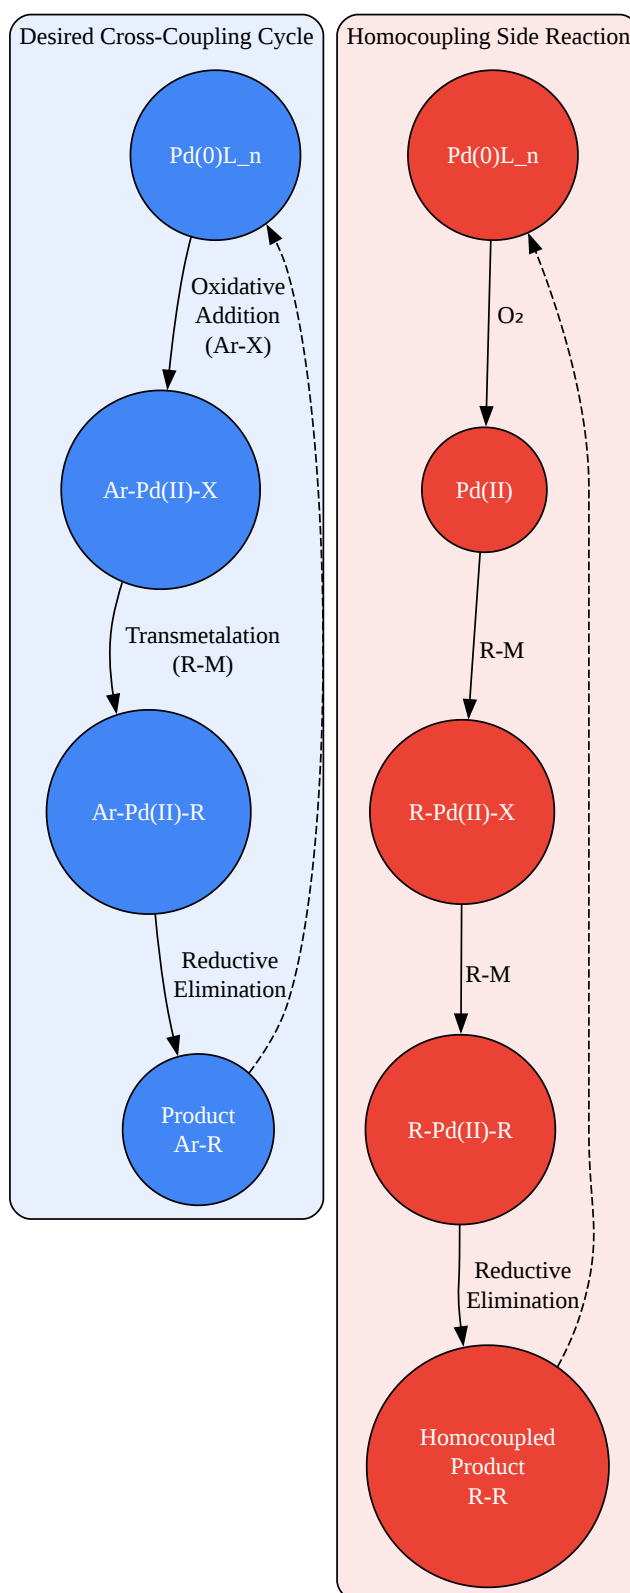 Desired Cross-Coupling Cycle
Pd(0)L_n
Oxidative
Addition
(Ar-X)
Ar-Pd(II)-X
Transmetalation
(R-M)
Ar-Pd(II)-R
Reductive
Elimination
Product
Ar-R
Homocoupling Side Reaction
Pd(0)L_n
O₂
Pd(II)
R-M
R-Pd(II)-X
R-M
R-Pd(II)-R
Reductive
Elimination
Homocoupled
Product
R-R